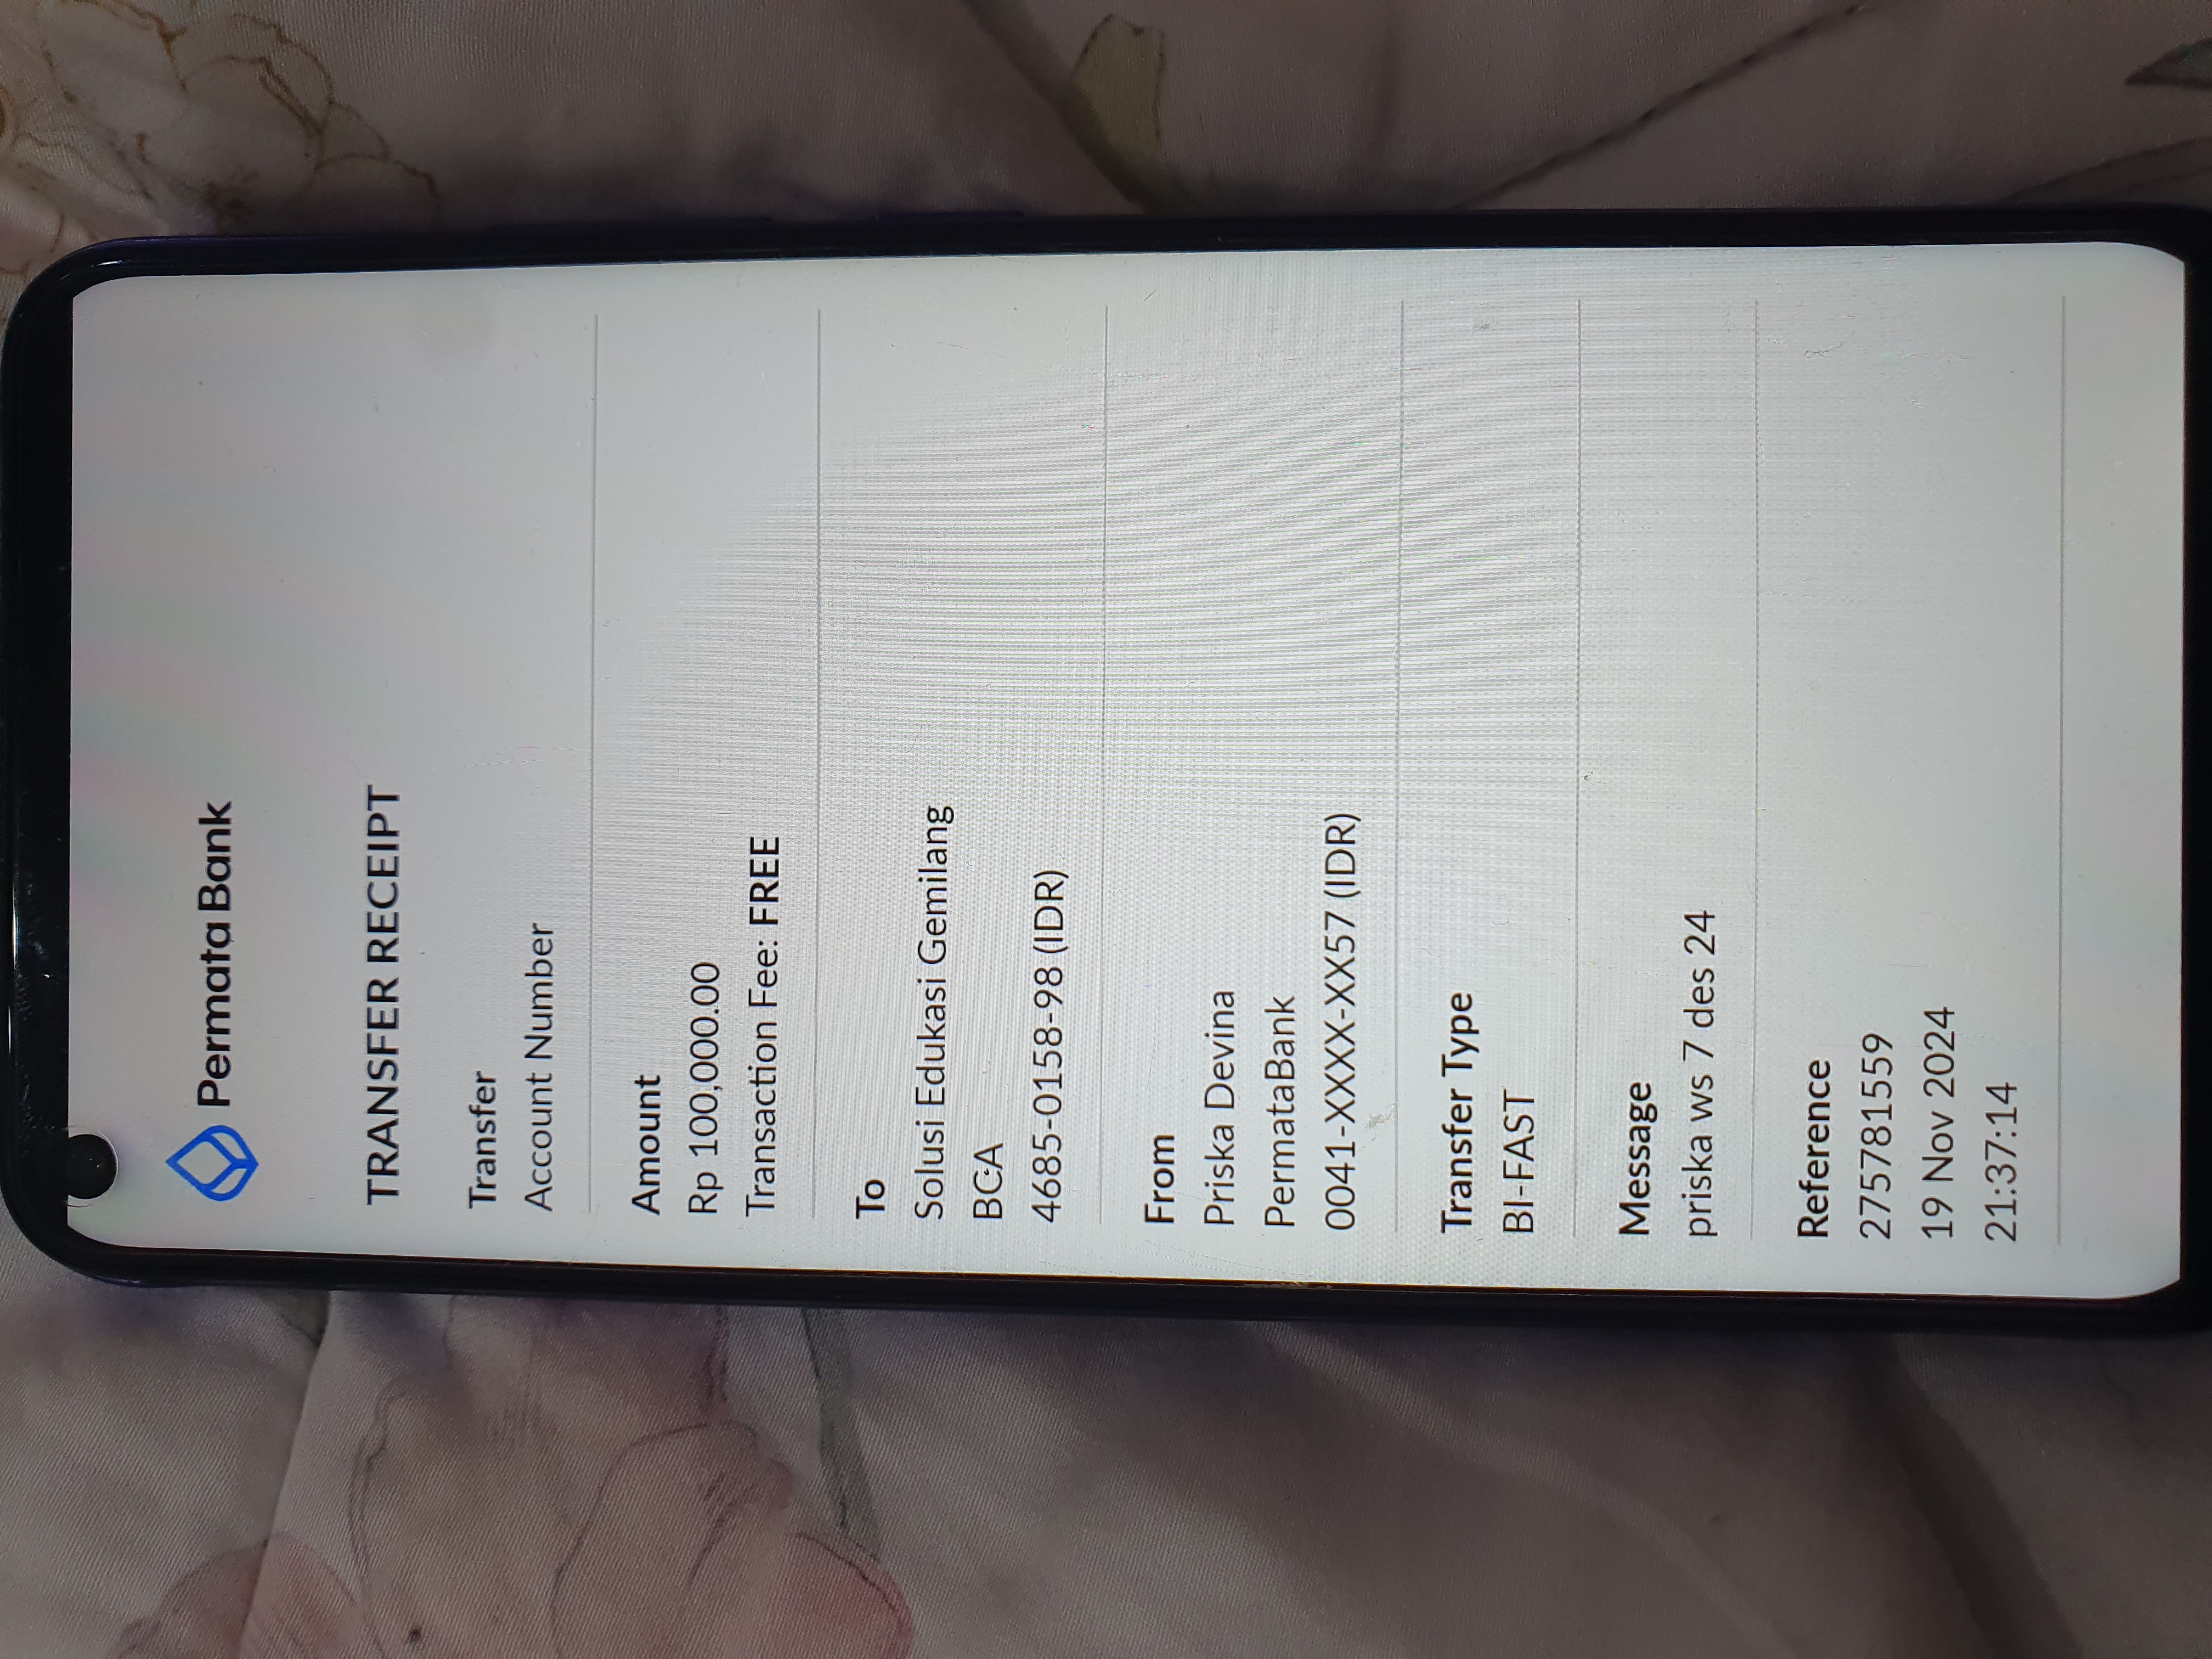 Permata Bank
TRANSFER RECEIPT
Transfer
Account Number
Amount
Rp 100,000.00
Transaction Fee: FREE
To
Solusi Edukasi Gemilang
BCA
4685-0158-98 (IDR)
From
Priska Devina
PermataBank
0041-XXXX-XX57 (IDR)
Transfer Type
BI-FAST
Message
priska ws 7 des 24
Reference
275781559
19 Nov 2024
21:37:14